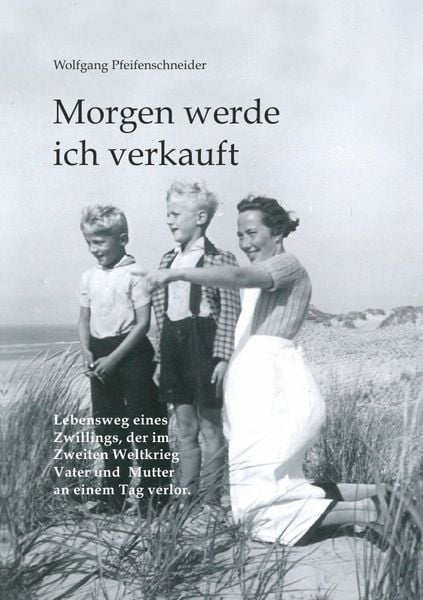 Wolfgang Pfeifenschneider
Morgen werde
ich verkauft
Lebensweg eines
Zwillings, der im
Zweiten Weltkrieg
Vater und Mutter
an einem Tag verlor.